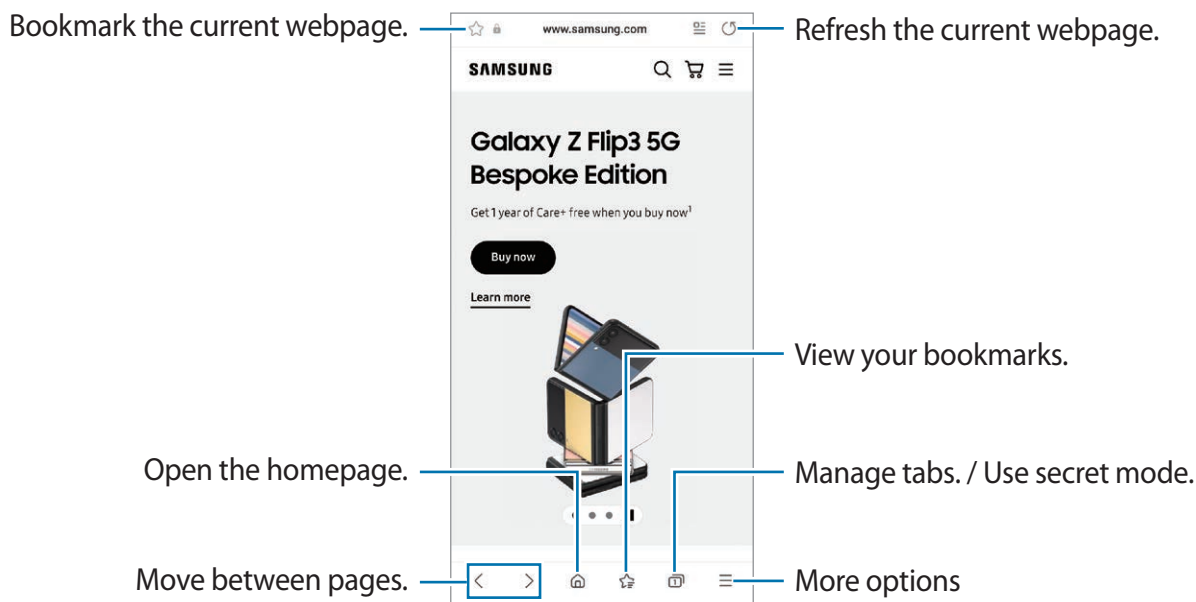 Bookmark the current webpage.
www.samsung.com
Refresh the current webpage.
SAMSUNG
Galaxy Z Flip3 5G
Bespoke Edition
Get 1 year of Care+ free when you buy now¹
Buy now
Learn more
View your bookmarks.
Open the homepage.
Manage tabs. / Use secret mode.
Move between pages.
1
More options